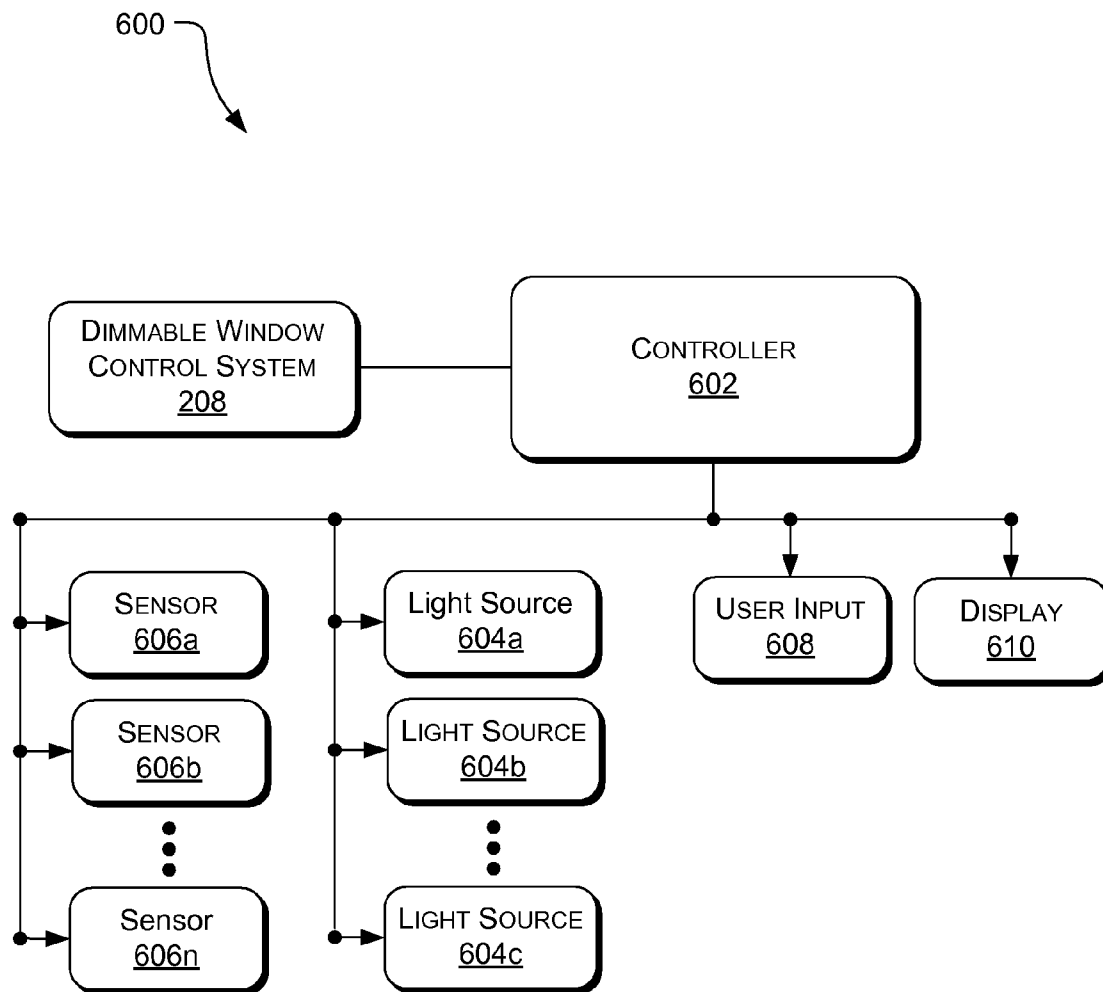 600
DIMMABLE WINDOW
CONTROL SYSTEM
208
CONTROLLER
602
SENSOR
606a
Light Source
604a
USER INPUT
608
DISPLAY
610
SENSOR
606b
LIGHT SOURCE
604b
Sensor
606n
LIGHT SOURCE
604c